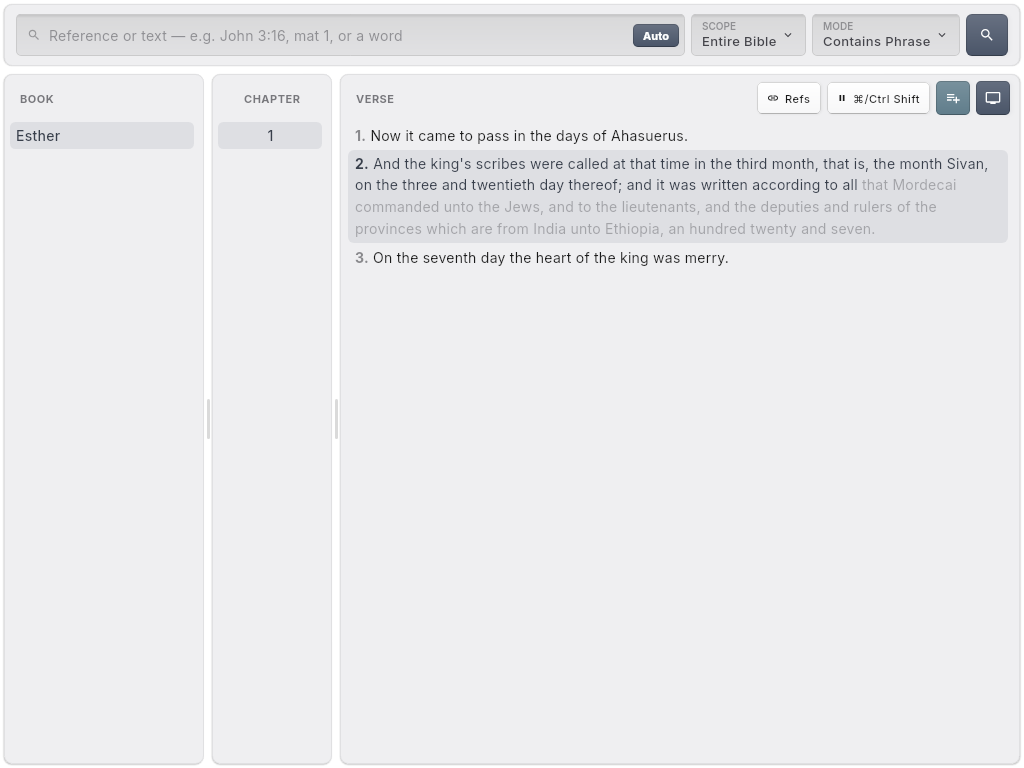 Reference or text — e.g. John 3:16, mat 1, or a word
Auto
SCOPE
Entire Bible
MODE
Contains Phrase
BOOK
Esther
CHAPTER
1
VERSE
Refs
⌘/Ctrl Shift
1. Now it came to pass in the days of Ahasuerus.
2. And the king's scribes were called at that time in the third month, that is, the month Sivan,
on the three and twentieth day thereof; and it was written according to all that Mordecai
commanded unto the Jews, and to the lieutenants, and the deputies and rulers of the
provinces which are from India unto Ethiopia, an hundred twenty and seven.
3. On the seventh day the heart of the king was merry.